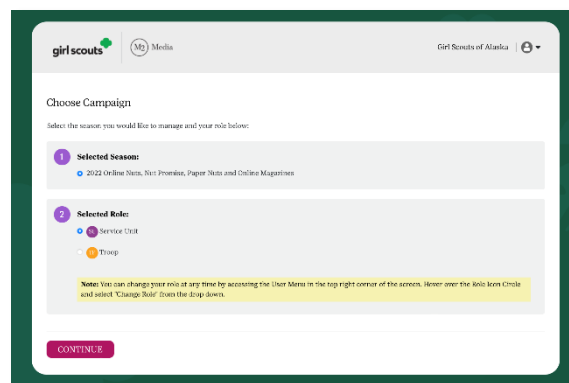 girl scouts
M2 Media
Girl Scouts of Alaska
Choose Campaign
Select the season you would like to manage and your role below:
1 Selected Season:
2022 Online Nuts, Nut Promise, Paper Nuts and Online Magazines
2 Selected Role:
Service Unit
Troop
Note: You can change your role at any time by accessing the User Menu in the top right corner of the screen. Hover over the Role Icon Circle
and select "Change Role" from the drop down.
CONTINUE